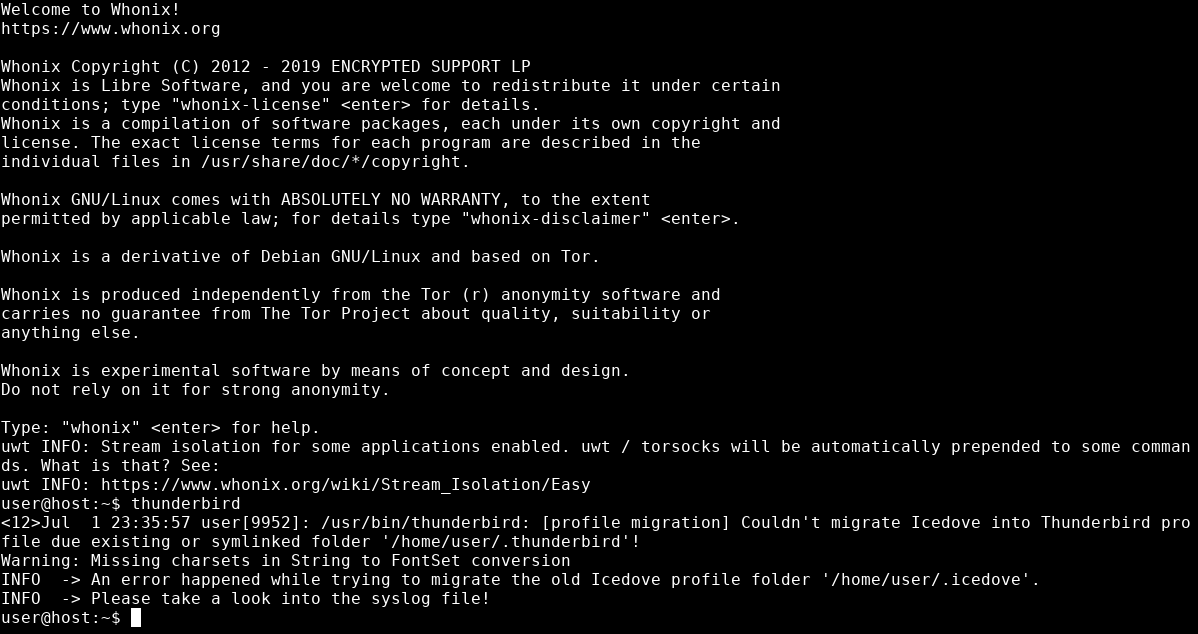 Welcome to Whonix!
https://www.whonix.org
Whonix Copyright (C) 2012 - 2019 ENCRYPTED SUPPORT LP
Whonix is Libre Software, and you are welcome to redistribute it under certain
conditions; type "whonix-license" <enter> for details.
Whonix is a compilation of software packages, each under its own copyright and
license. The exact license terms for each program are described in the
individual files in /usr/share/doc/*/copyright.
Whonix GNU/Linux comes with ABSOLUTELY NO WARRANTY, to the extent
permitted by applicable law; for details type "whonix-disclaimer" <enter>.
Whonix is a derivative of Debian GNU/Linux and based on Tor.
Whonix is produced independently from the Tor (r) anonymity software and
carries no guarantee from The Tor Project about quality, suitability or
anything else.
Whonix is experimental software by means of concept and design.
Do not rely on it for strong anonymity.
Type: "whonix" <enter> for help.
uwt INFO: Stream isolation for some applications enabled. uwt / torsocks will be automatically prepended to some comman
ds. What is that? See:
uwt INFO: https://www.whonix.org/wiki/Stream_Isolation/Easy
user@host:~$ thunderbird
<12>Jul  1 23:35:57 user[9952]: /usr/bin/thunderbird: [profile migration] Couldn't migrate Icedove into Thunderbird pro
file due existing or symlinked folder '/home/user/.thunderbird'!
Warning: Missing charsets in String to FontSet conversion
INFO  -> An error happened while trying to migrate the old Icedove profile folder '/home/user/.icedove'.
INFO  -> Please take a look into the syslog file!
user@host:~$